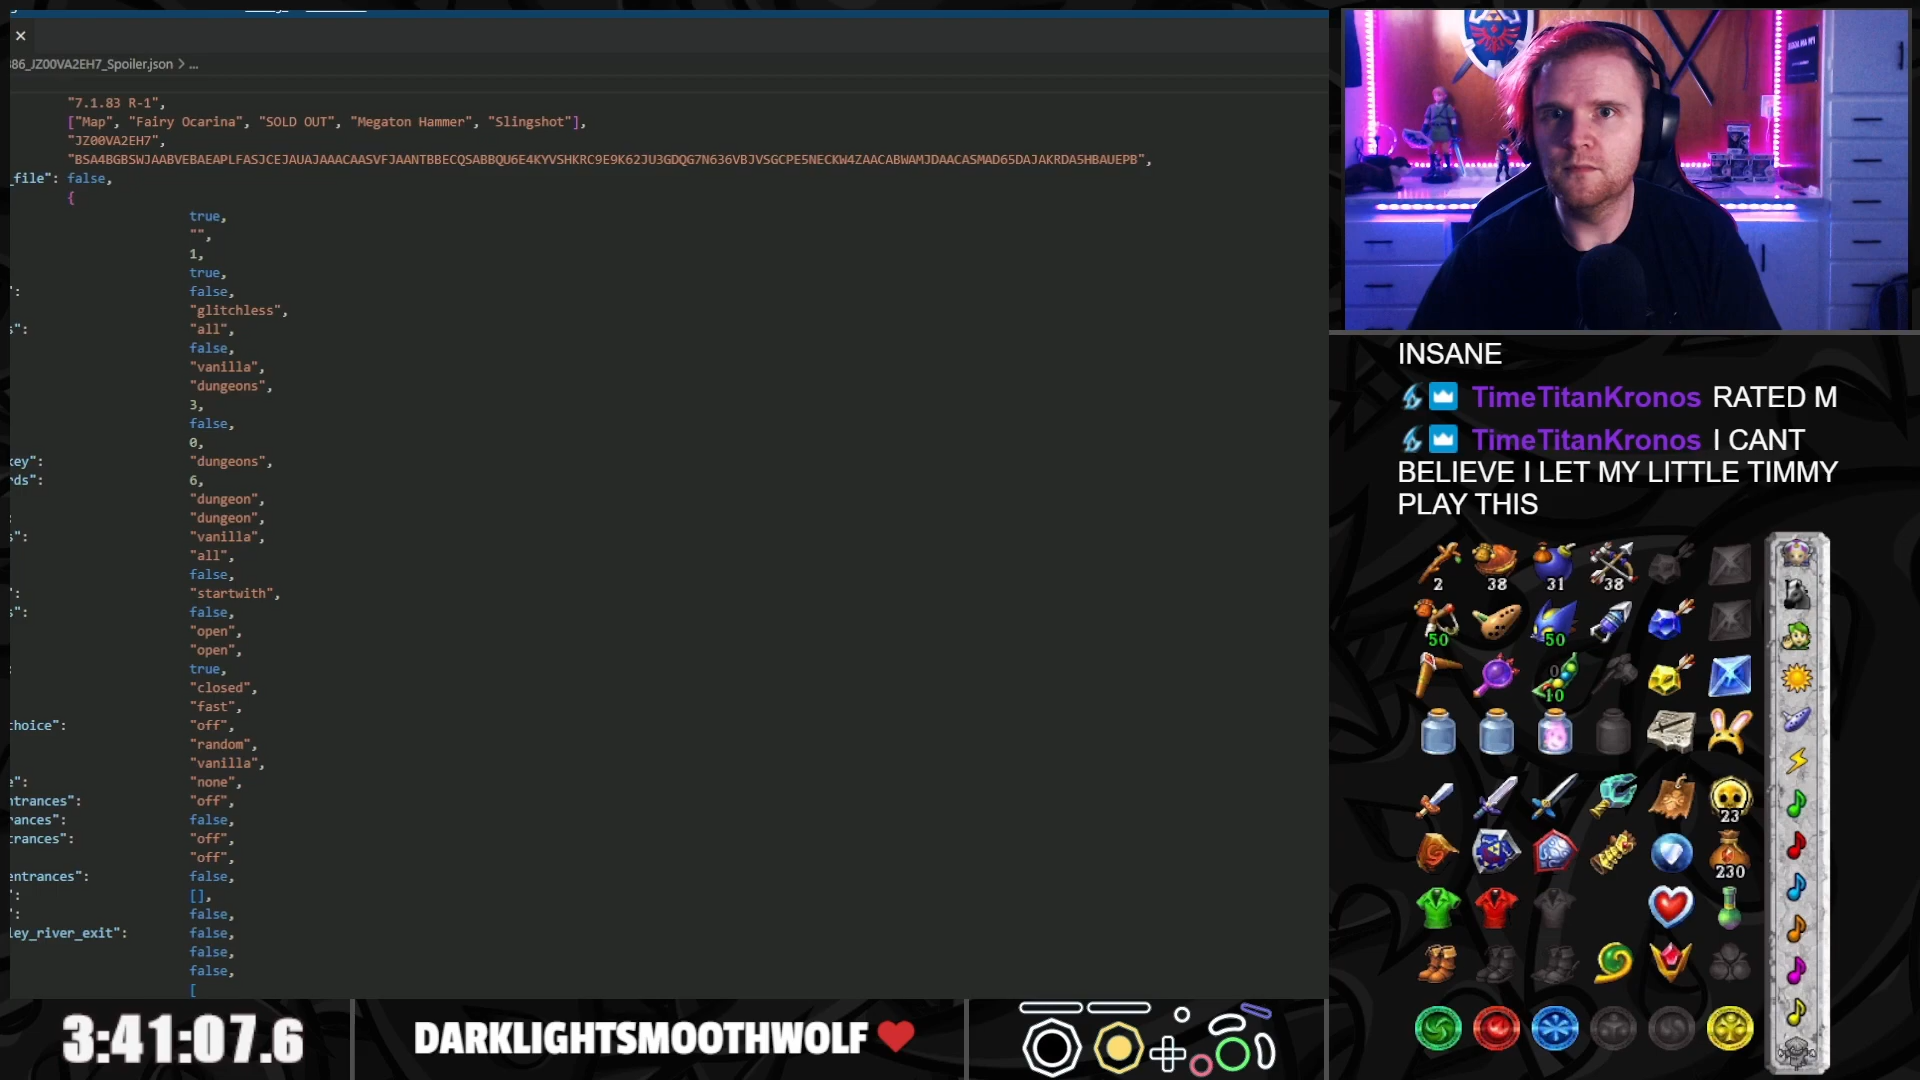 86_JZ00VA2EH7_Spoiler.json > ...
"7.1.83 R-1",
["Map", "Fairy Ocarina", "SOLD OUT", "Megaton Hammer", "Slingshot"],
"JZ00VA2EH7",
"BSA4BGBSWJAABVEBAEAPLFASJCEJAUAJAAACAASVFJAANTBBECQSABBQU6E4KYVSHKRC9E9K62JU3GDQG7N636VBJVSGCPE5NECKW4ZAACABWAMJDAACASMAD65DAJAKRDA5HBAUEPB",
_file": false,
{
true,
"",
1,
true,
": false,
"glitchless",
s": "all",
false,
"vanilla",
"dungeons",
3,
false,
0,
key": "dungeons",
rds": 6,
"dungeon",
: "dungeon",
s": "vanilla",
"all",
false,
": "startwith",
s": false,
"open",
"open",
: true,
"closed",
"fast",
choice": "off",
"random",
"vanilla",
e": "none",
ntrances": "off",
rances": false,
trances": "off",
"off",
entrances": false,
: [],
": false,
ley_river_exit": false,
false,
false,
[
INSANE
TimeTitanKronos RATED M
TimeTitanKronos I CANT
BELIEVE I LET MY LITTLE TIMMY
PLAY THIS
2 38 31 38
50 50
0
10
23
230
3:41:07.6
DARKLIGHTSMOOTHWOLF